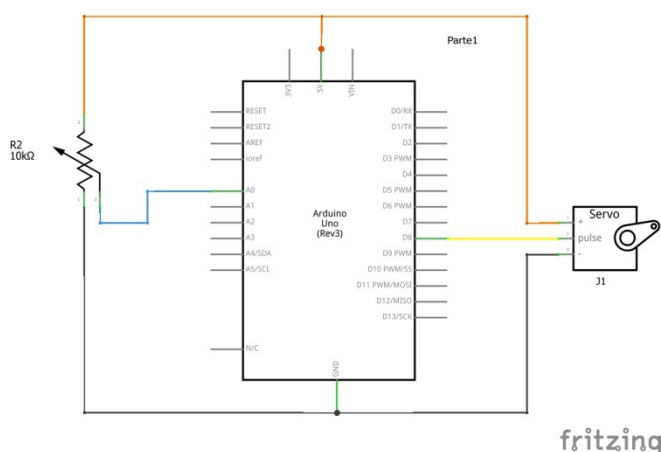 Parte1
3V3
5V
VIN
RESET
RESET2
AREF
ioref
A0
A1
A2
A3
A4/SDA
A5/SCL
N/C
Arduino
Uno
(Rev3)
D0/RX
D1/TX
D2
D3 PWM
D4
D5 PWM
D6 PWM
D7
D8
D9 PWM
D10 PWM/SS
D11 PWM/MOSI
D12/MISO
D13/SCK
GND
R2
10kΩ
Servo
+
pulse
-
J1
fritzing